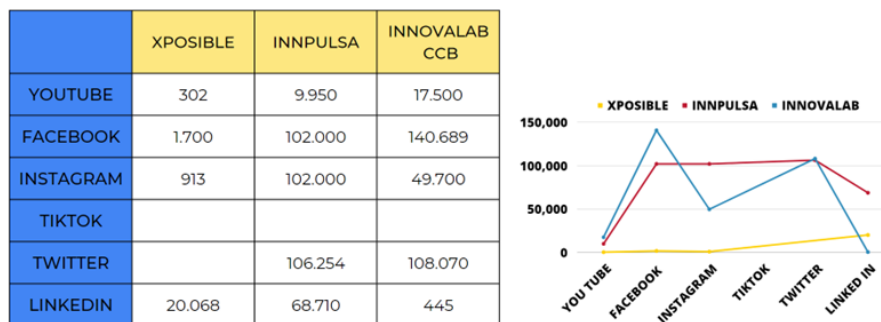 XPOSIBLE INNPULSA INNOVALAB CCB
YOUTUBE 302 9.950 17.500
FACEBOOK 1.700 102.000 140.689
INSTAGRAM 913 102.000 49.700
TIKTOK
TWITTER 106.254 108.070
LINKEDIN 20.068 68.710 445
XPOSIBLE INNPULSA INNOVALAB
150,000
100,000
50,000
0
YOU TUBE
FACEBOOK
INSTAGRAM
TIKTOK
TWITTER
LINKED IN